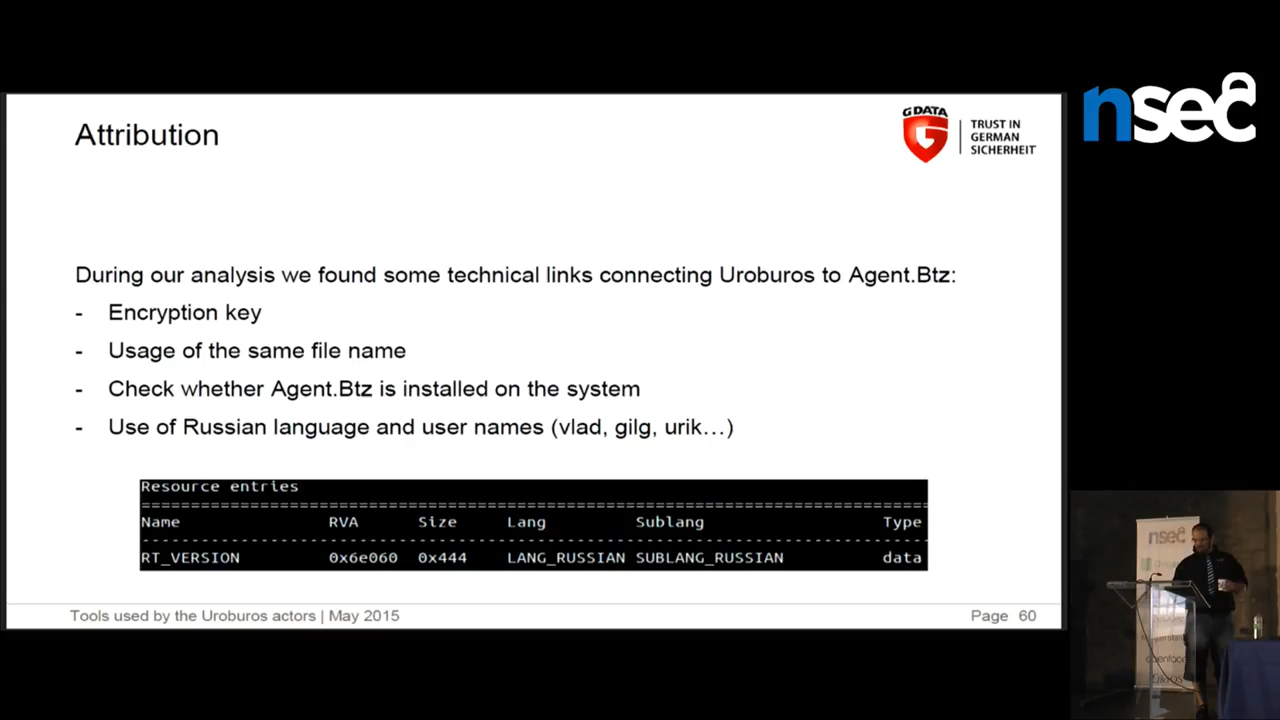 Attribution
G DATA
TRUST IN
GERMAN
SICHERHEIT
nsec
During our analysis we found some technical links connecting Uroburos to Agent.Btz:
- Encryption key
- Usage of the same file name
- Check whether Agent.Btz is installed on the system
- Use of Russian language and user names (vlad, gilg, urik…)
Resource entries
Name RVA Size Lang Sublang Type
RT_VERSION 0x6e060 0x444 LANG_RUSSIAN SUBLANG_RUSSIAN data
Tools used by the Uroburos actors | May 2015
Page 60
nsec